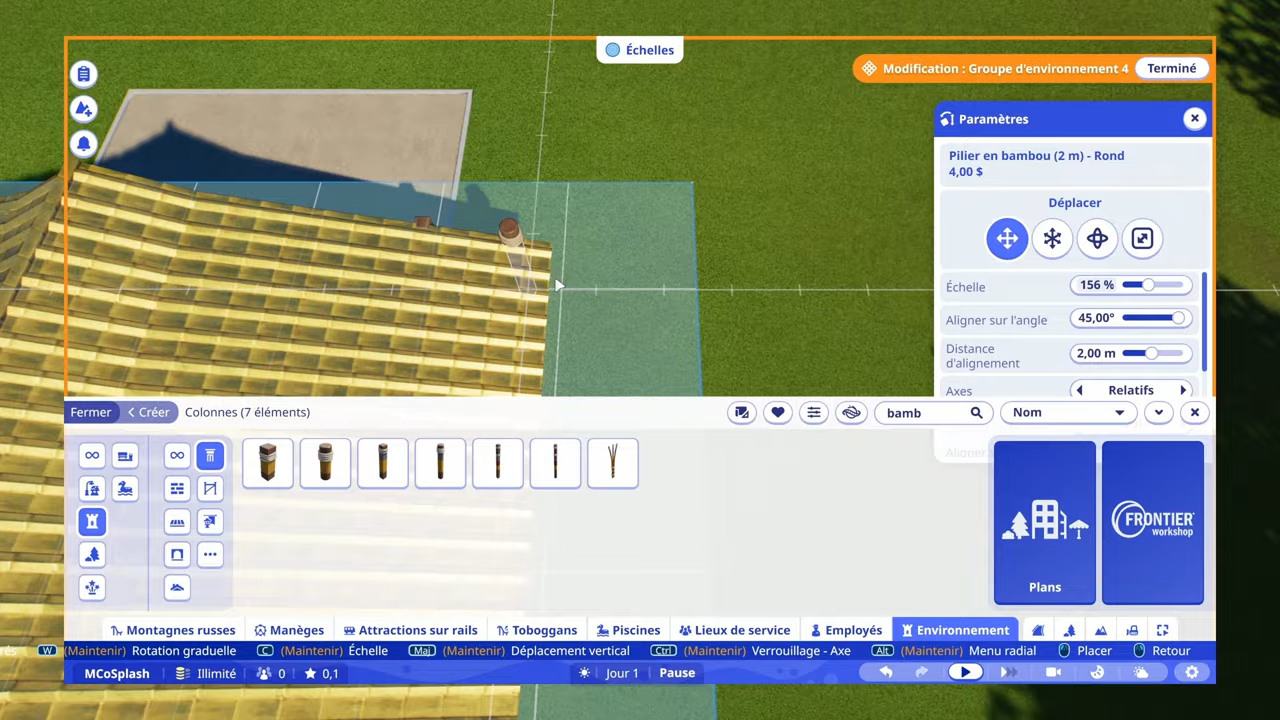 Échelles
Modification : Groupe d'environnement 4
Terminé
Paramètres
Pilier en bambou (2 m) - Rond
4,00 $
Déplacer
Échelle
156 %
Aligner sur l'angle
45,00°
Distance d'alignement
2,00 m
Axes
Relatifs
Fermer
Créer
Colonnes (7 éléments)
bamb
Nom
Plans
FRONTIER
workshop
Montagnes russes
Manèges
Attractions sur rails
Toboggans
Piscines
Lieux de service
Employés
Environnement
W (Maintenir) Rotation graduelle
C (Maintenir) Échelle
Maj (Maintenir) Déplacement vertical
Ctrl (Maintenir) Verrouillage - Axe
Alt (Maintenir) Menu radial
Placer
Retour
MCoSplash
Illimité
0
0,1
Jour 1
Pause